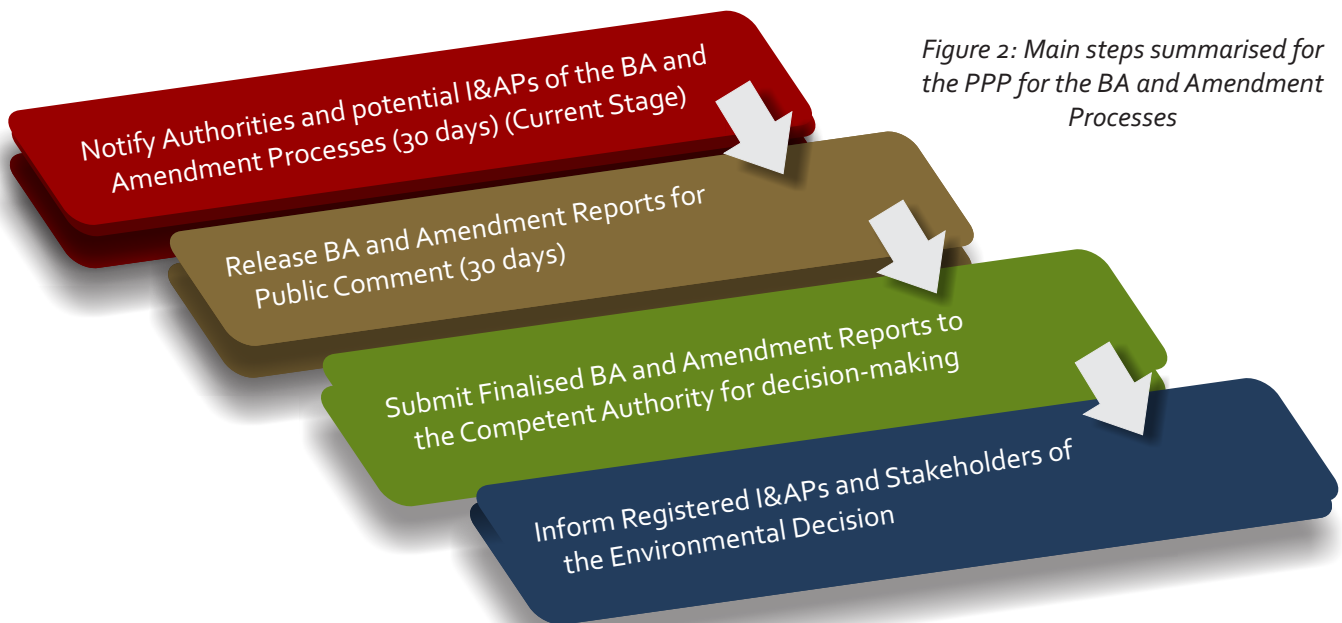 Figure 2: Main steps summarised for
the PPP for the BA and Amendment
Processes
Notify Authorities and potential I&APs of the BA and
Amendment Processes (30 days) (Current Stage)
Release BA and Amendment Reports for
Public Comment (30 days)
Submit Finalised BA and Amendment Reports to
the Competent Authority for decision-making
Inform Registered I&APs and Stakeholders of
the Environmental Decision